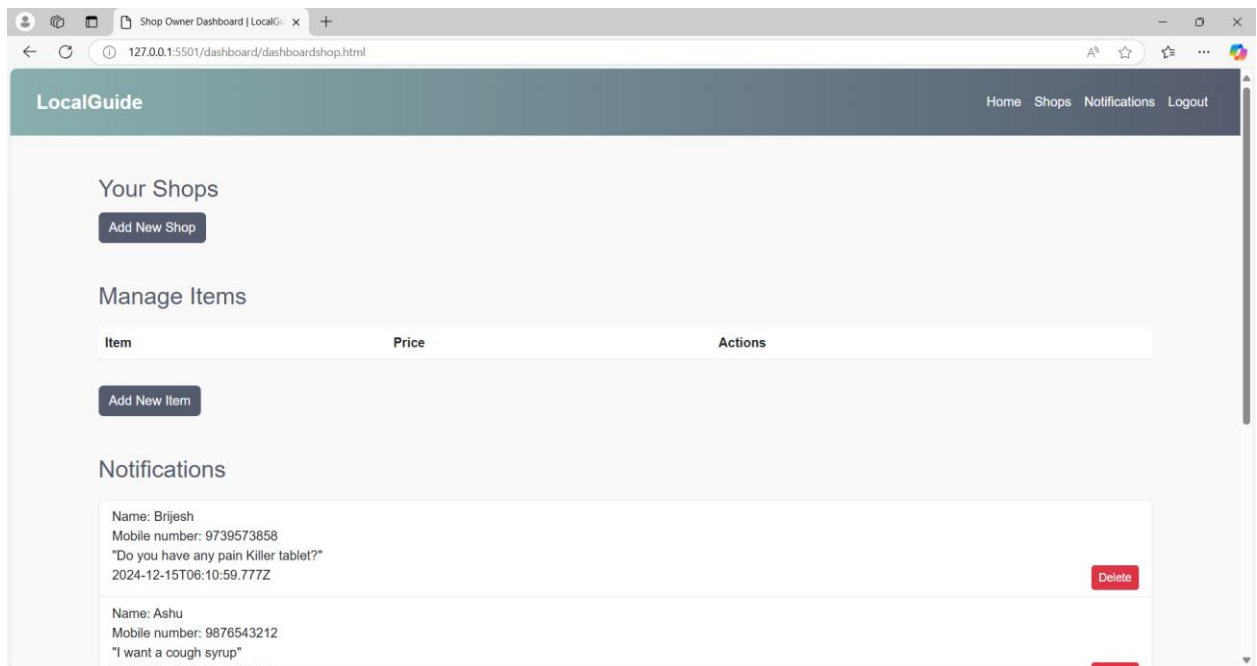 Shop Owner Dashboard | LocalGu
127.0.0.1:5501/dashboard/dashboardshop.html
LocalGuide
Home Shops Notifications Logout
Your Shops
Add New Shop
Manage Items
Item Price Actions
Add New Item
Notifications
Name: Brijesh
Mobile number: 9739573858
"Do you have any pain Killer tablet?"
2024-12-15T06:10:59.777Z
Delete
Name: Ashu
Mobile number: 9876543212
"I want a cough syrup"